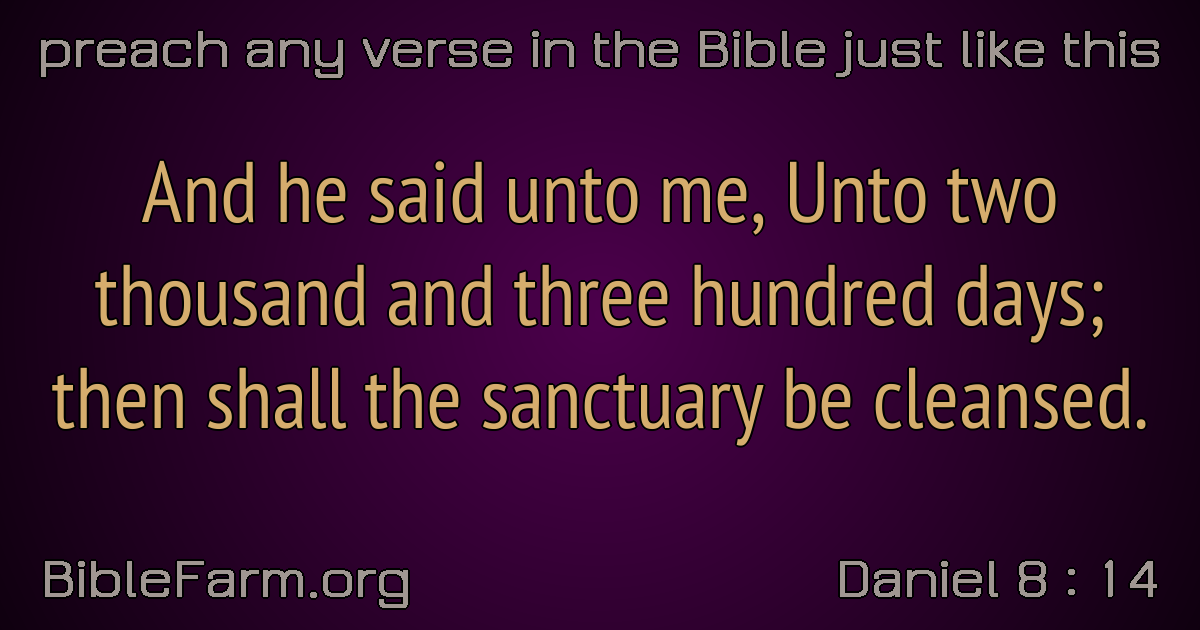 preach any verse in the Bible just like this
And he said unto me, Unto two
thousand and three hundred days;
then shall the sanctuary be cleansed.
BibleFarm.org
Daniel 8 : 14